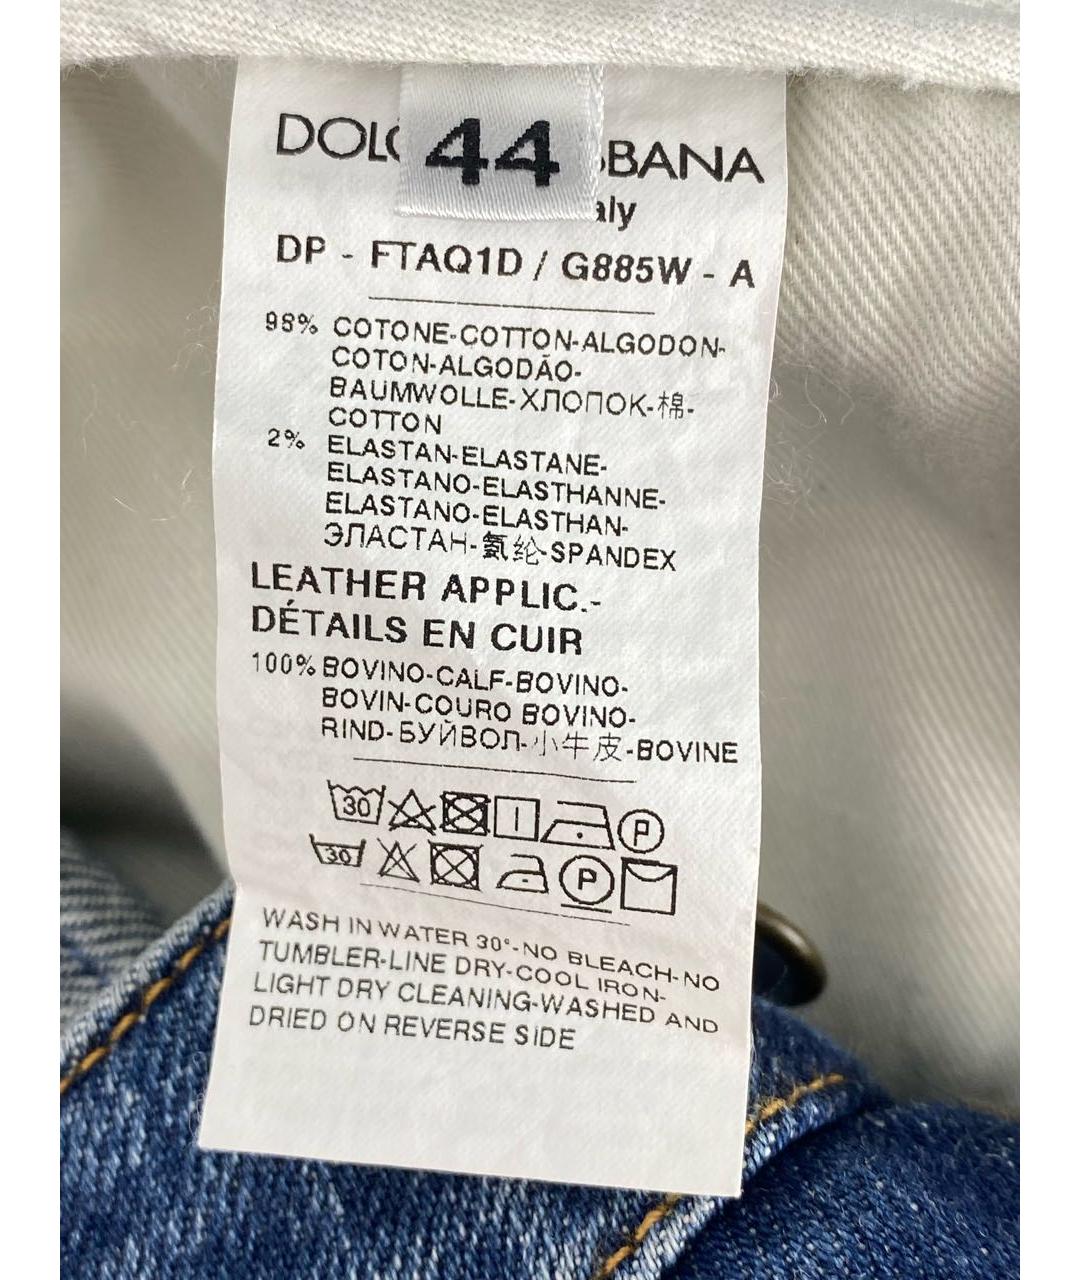 44
BBANA
DP - FTAQ1D / G885W - A
98% COTONE-COTTON-ALGODON-
COTON-ALGODÃO-
BAUMWOLLE-ХЛОПОК-棉-
COTTON
2% ELASTAN-ELASTANE-
ELASTANO-ELASTHANNE-
ELASTANO-ELASTHAN-
ЭЛАСТАН-氨纶-SPANDEX
LEATHER APPLIC.-
DÉTAILS EN CUIR
100% BOVINO-CALF-BOVINO-
BOVIN-COURO BOVINO-
RIND-БУЙВОЛ-小牛皮-BOVINE
30 P
30 P
WASH IN WATER 30°-NO BLEACH-NO
TUMBLER-LINE DRY-COOL IRON-
LIGHT DRY CLEANING-WASHED AND
DRIED ON REVERSE SIDE